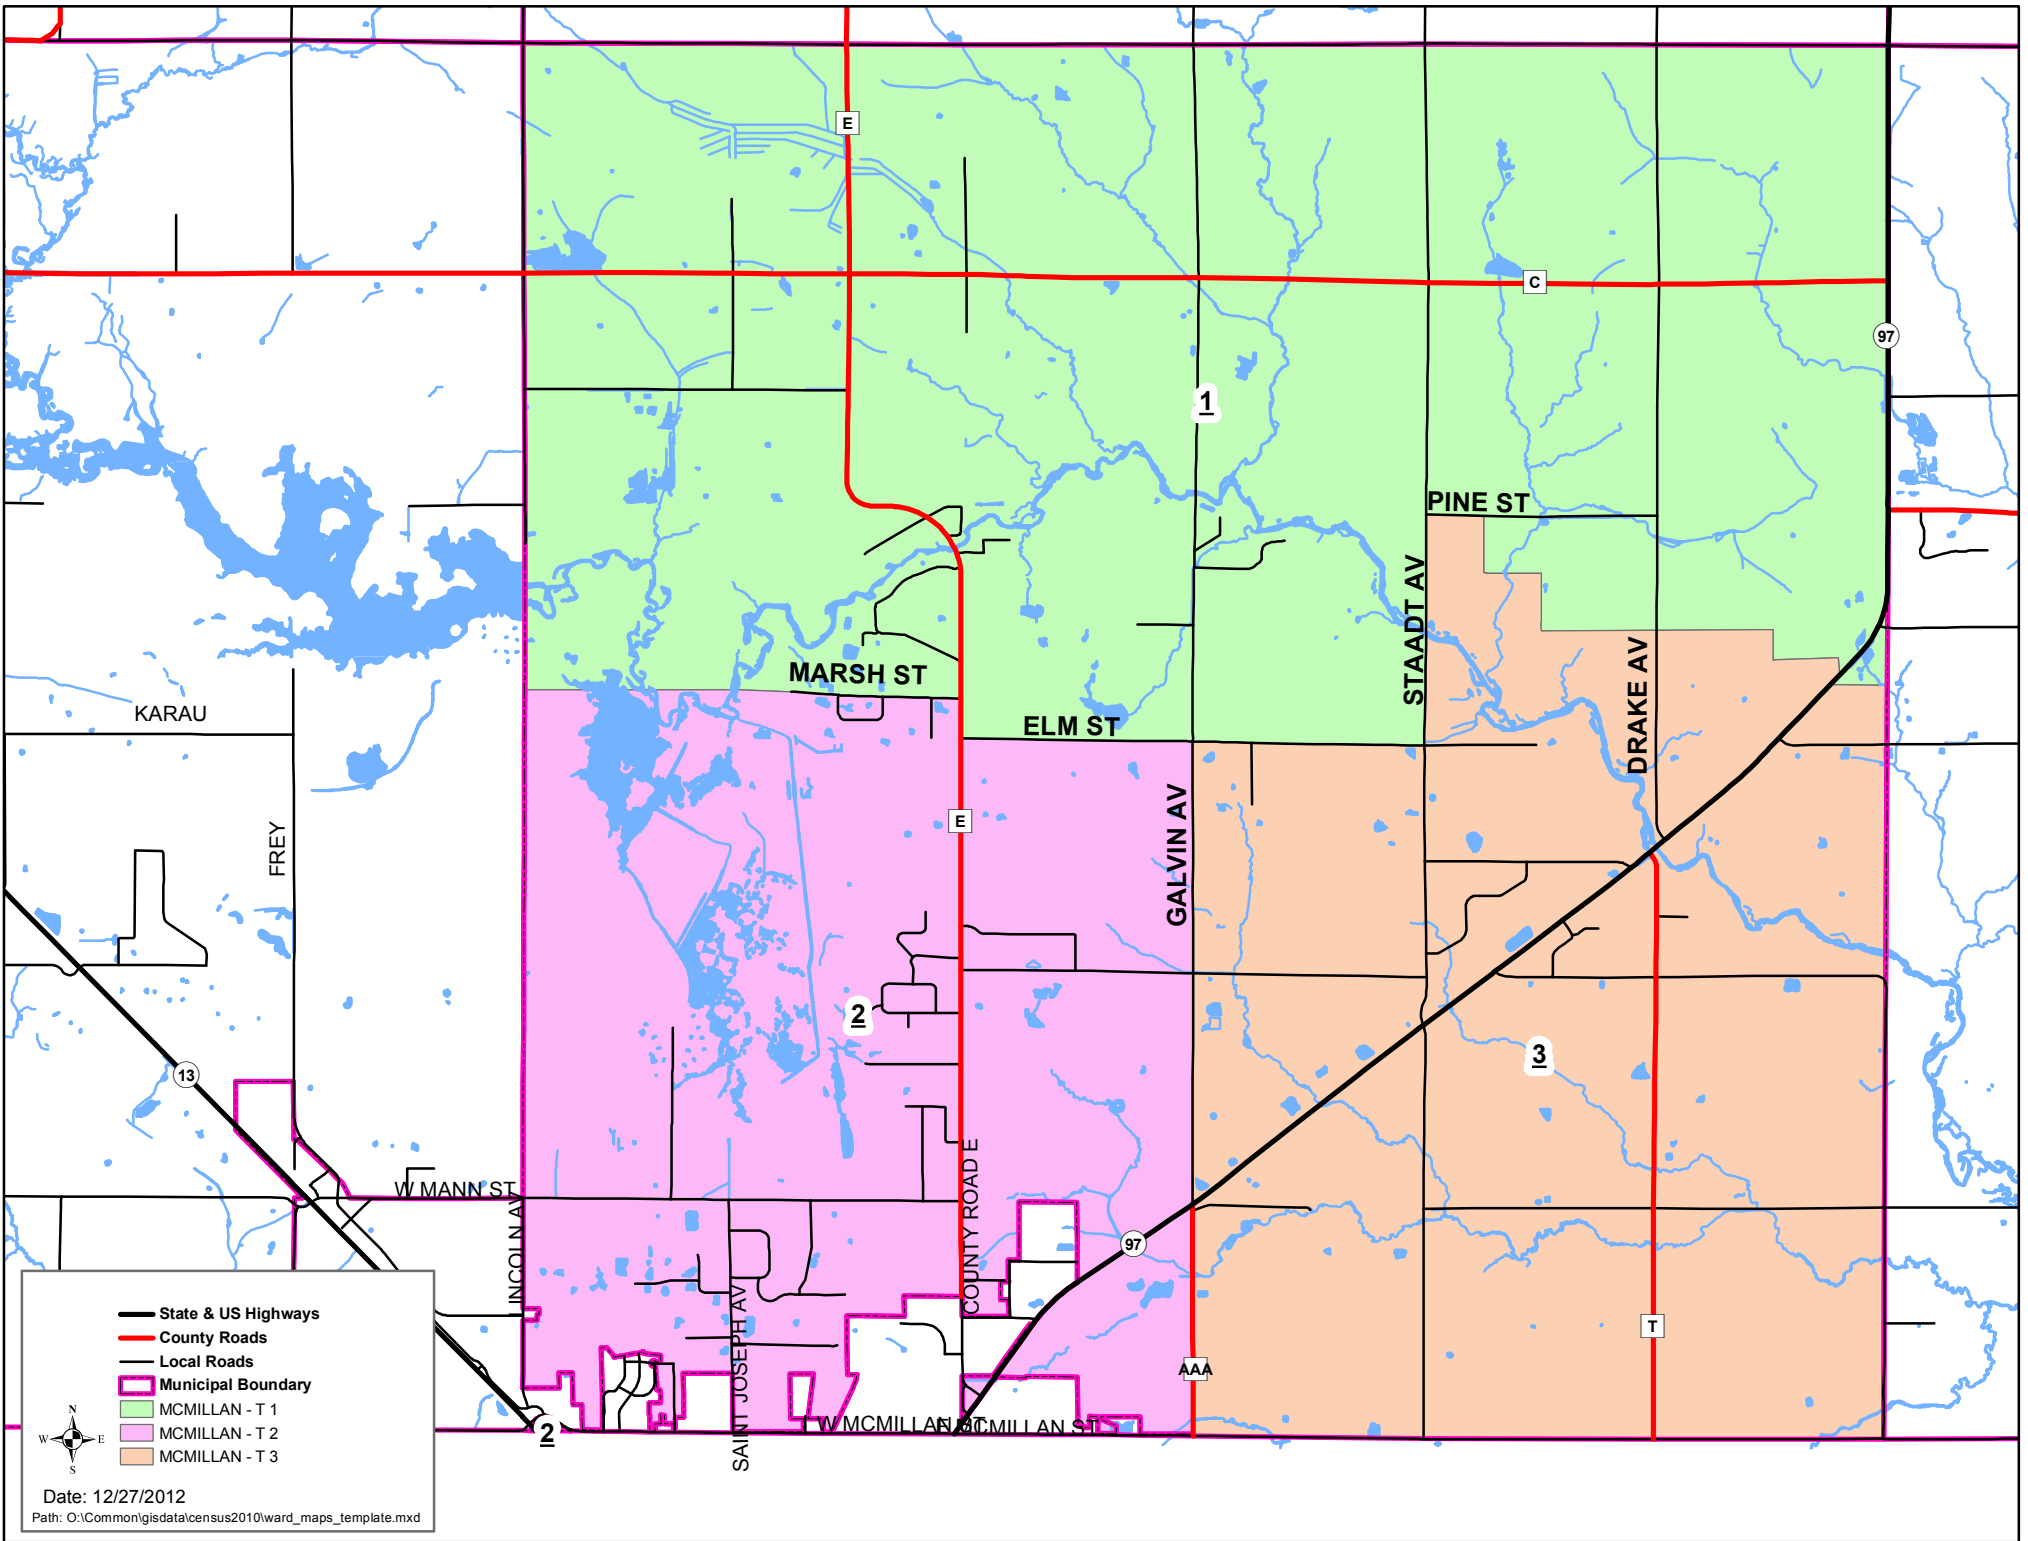 E
C
97
1
PINE ST
STAADT AV
MARSH ST
DRAKE AV
KARAU
ELM ST
GALVIN AV
E
FREY
2
3
13
COUNTY ROAD E
W MANN ST
INCOLN AV
97
SAINT JOSEPH AV
T
AAA
W MCMILLAN ST
E MCMILLAN ST
2
State & US Highways
County Roads
Local Roads
Municipal Boundary
MCMILLAN - T 1
MCMILLAN - T 2
MCMILLAN - T 3
N
W E
S
Date: 12/27/2012
Path: O:\Common\gisdata\census2010\ward_maps_template.mxd